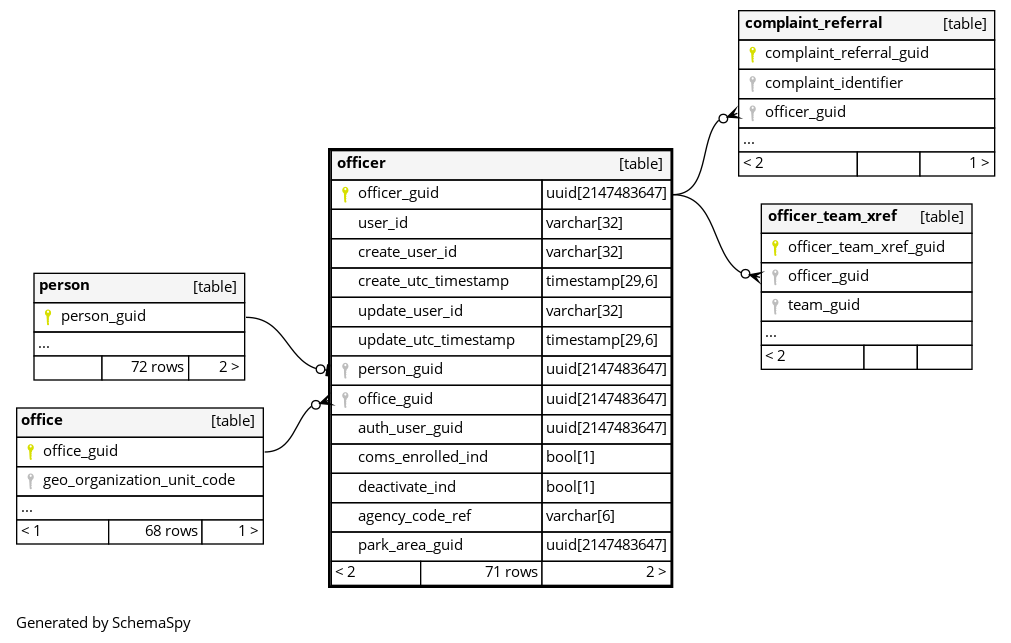 complaint_referral [table]
complaint_referral_guid
complaint_identifier
officer_guid
...
< 2 1 >
officer [table]
officer_guid uuid[2147483647]
user_id varchar[32]
create_user_id varchar[32]
create_utc_timestamp timestamp[29,6]
update_user_id varchar[32]
update_utc_timestamp timestamp[29,6]
person_guid uuid[2147483647]
office_guid uuid[2147483647]
auth_user_guid uuid[2147483647]
coms_enrolled_ind bool[1]
deactivate_ind bool[1]
agency_code_ref varchar[6]
park_area_guid uuid[2147483647]
< 2 71 rows 2 >
officer_team_xref [table]
officer_team_xref_guid
officer_guid
team_guid
...
< 2
person [table]
person_guid
...
72 rows 2 >
office [table]
office_guid
geo_organization_unit_code
...
< 1 68 rows 1 >
Generated by SchemaSpy